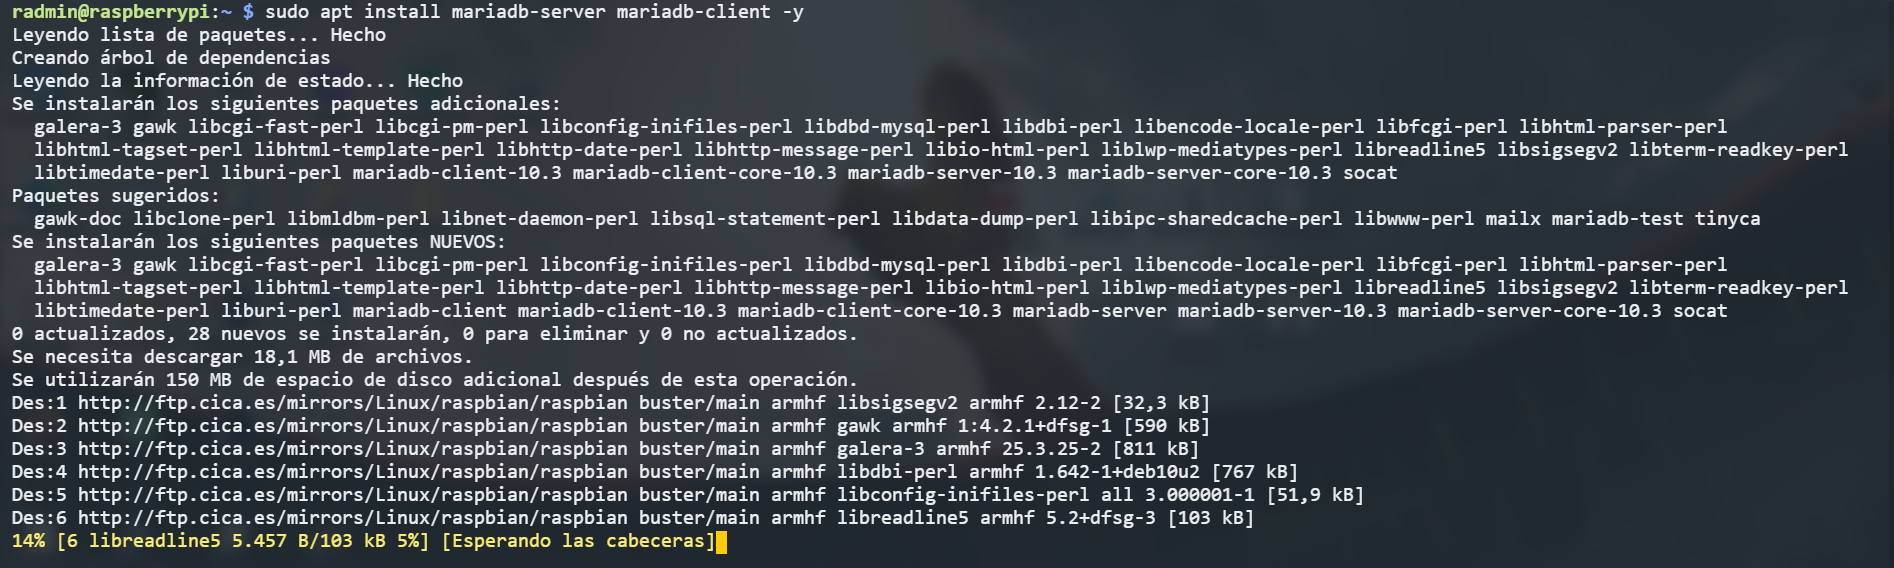 radmin@raspberrypi:~ $ sudo apt install mariadb-server mariadb-client -y
Leyendo lista de paquetes... Hecho
Creando árbol de dependencias
Leyendo la información de estado... Hecho
Se instalarán los siguientes paquetes adicionales:
  galera-3 gawk libcgi-fast-perl libcgi-pm-perl libconfig-inifiles-perl libdbd-mysql-perl libdbi-perl libencode-locale-perl libfcgi-perl libhtml-parser-perl
  libhtml-tagset-perl libhtml-template-perl libhttp-date-perl libhttp-message-perl libio-html-perl liblwp-mediatypes-perl libreadline5 libsigsegv2 libterm-readkey-perl
  libtimedate-perl liburi-perl mariadb-client-10.3 mariadb-client-core-10.3 mariadb-server-10.3 mariadb-server-core-10.3 socat
Paquetes sugeridos:
  gawk-doc libclone-perl libmldbm-perl libnet-daemon-perl libsql-statement-perl libdata-dump-perl libipc-sharedcache-perl libwww-perl mailx mariadb-test tinyca
Se instalarán los siguientes paquetes NUEVOS:
  galera-3 gawk libcgi-fast-perl libcgi-pm-perl libconfig-inifiles-perl libdbd-mysql-perl libdbi-perl libencode-locale-perl libfcgi-perl libhtml-parser-perl
  libhtml-tagset-perl libhtml-template-perl libhttp-date-perl libhttp-message-perl libio-html-perl liblwp-mediatypes-perl libreadline5 libsigsegv2 libterm-readkey-perl
  libtimedate-perl liburi-perl mariadb-client mariadb-client-10.3 mariadb-client-core-10.3 mariadb-server mariadb-server-10.3 mariadb-server-core-10.3 socat
0 actualizados, 28 nuevos se instalarán, 0 para eliminar y 0 no actualizados.
Se necesita descargar 18,1 MB de archivos.
Se utilizarán 150 MB de espacio de disco adicional después de esta operación.
Des:1 http://ftp.cica.es/mirrors/Linux/raspbian/raspbian buster/main armhf libsigsegv2 armhf 2.12-2 [32,3 kB]
Des:2 http://ftp.cica.es/mirrors/Linux/raspbian/raspbian buster/main armhf gawk armhf 1:4.2.1+dfsg-1 [590 kB]
Des:3 http://ftp.cica.es/mirrors/Linux/raspbian/raspbian buster/main armhf galera-3 armhf 25.3.25-2 [811 kB]
Des:4 http://ftp.cica.es/mirrors/Linux/raspbian/raspbian buster/main armhf libdbi-perl armhf 1.642-1+deb10u2 [767 kB]
Des:5 http://ftp.cica.es/mirrors/Linux/raspbian/raspbian buster/main armhf libconfig-inifiles-perl all 3.000001-1 [51,9 kB]
Des:6 http://ftp.cica.es/mirrors/Linux/raspbian/raspbian buster/main armhf libreadline5 armhf 5.2+dfsg-3 [103 kB]
14% [6 libreadline5 5.457 B/103 kB 5%] [Esperando las cabeceras]